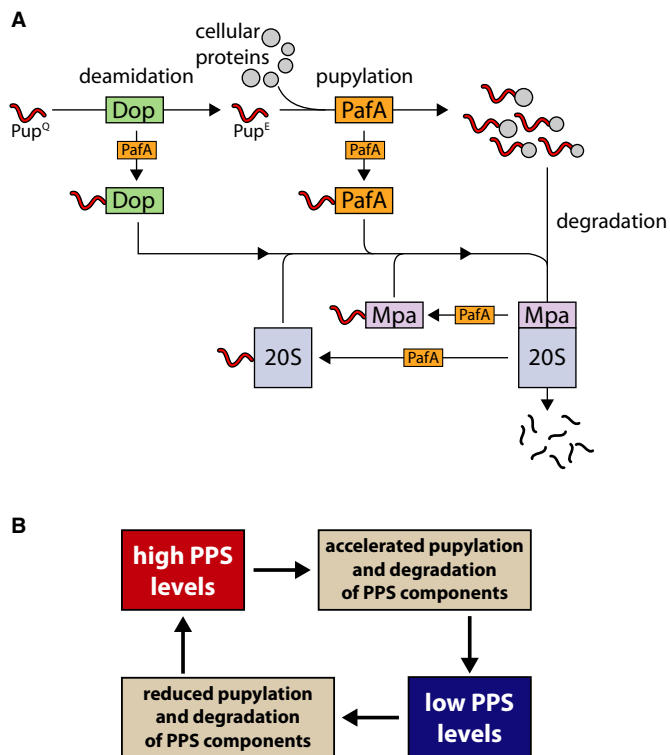 A
cellular
proteins
deamidation
pupylation
Pup^Q
Dop
Pup^E
PafA
PafA
PafA
Dop
PafA
degradation
Mpa
PafA
Mpa
20S
PafA
20S
B
high PPS
levels
accelerated pupylation
and degradation
of PPS components
reduced pupylation
and degradation
of PPS components
low PPS
levels